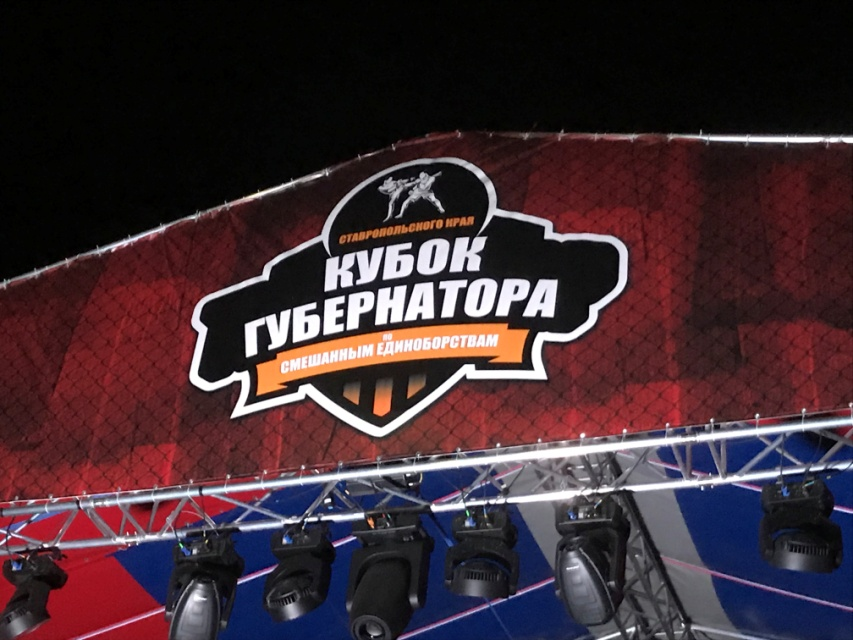 СТАВРОПОЛЬСКОГО КРАЯ
КУБОК
ГУБЕРНАТОРА
ПО
СМЕШАННЫМ ЕДИНОБОРСТВАМ